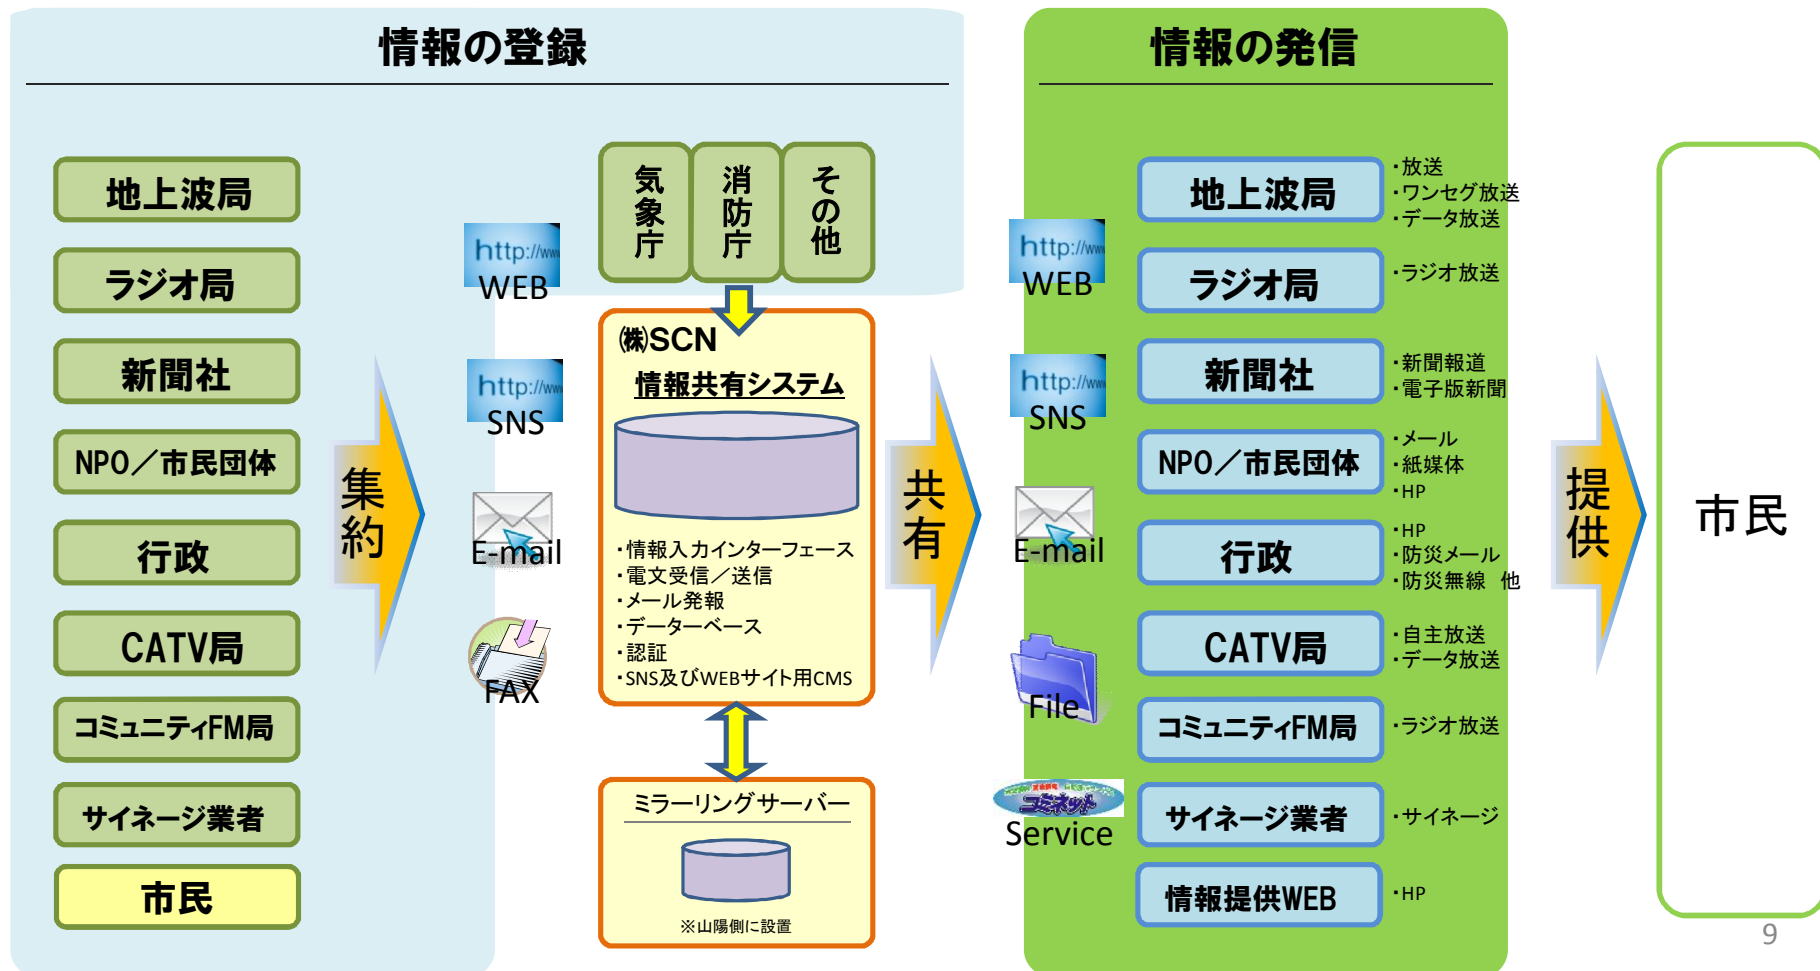 情報の登録
地上波局
ラジオ局
新聞社
NPO／市民団体
行政
CATV局
コミュニティFM局
サイネージ業者
市民
集約
http://www
WEB
http://www
SNS
E-mail
FAX
気象庁
消防庁
その他
㈱SCN
情報共有システム
・情報入力インターフェース
・電文受信／送信
・メール発報
・データーベース
・認証
・SNS及びWEBサイト用CMS
ミラーリングサーバー
※山陽側に設置
共有
情報の発信
http://www
WEB
http://www
SNS
E-mail
File
コミネット
Service
地上波局
・放送
・ワンセグ放送
・データ放送
ラジオ局
・ラジオ放送
新聞社
・新聞報道
・電子版新聞
NPO／市民団体
・メール
・紙媒体
・HP
行政
・HP
・防災メール
・防災無線　他
CATV局
・自主放送
・データ放送
コミュニティFM局
・ラジオ放送
サイネージ業者
・サイネージ
情報提供WEB
・HP
提供
市民
9